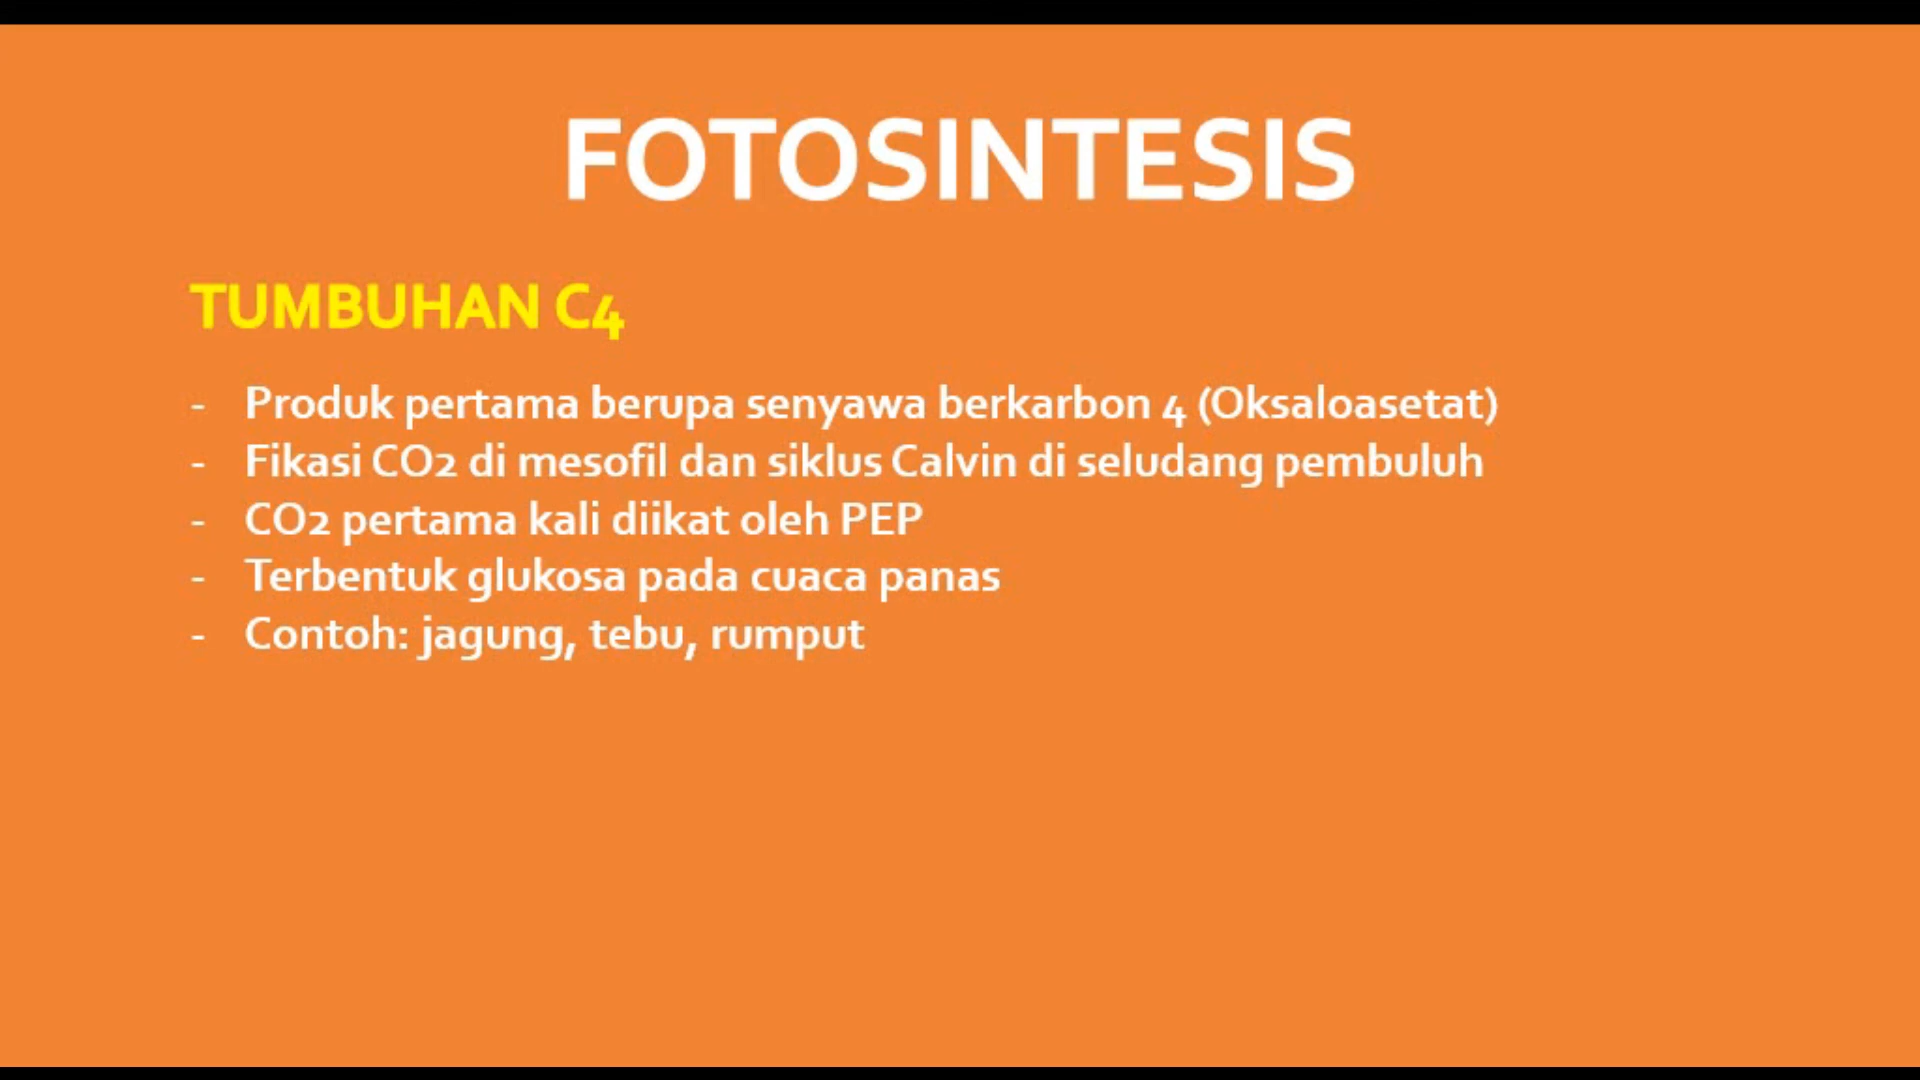 FOTOSINTESIS
TUMBUHAN C4
- Produk pertama berupa senyawa berkarbon 4 (Oksaloasetat)
- Fikasi CO2 di mesofil dan siklus Calvin di seludang pembuluh
- CO2 pertama kali diikat oleh PEP
- Terbentuk glukosa pada cuaca panas
- Contoh: jagung, tebu, rumput